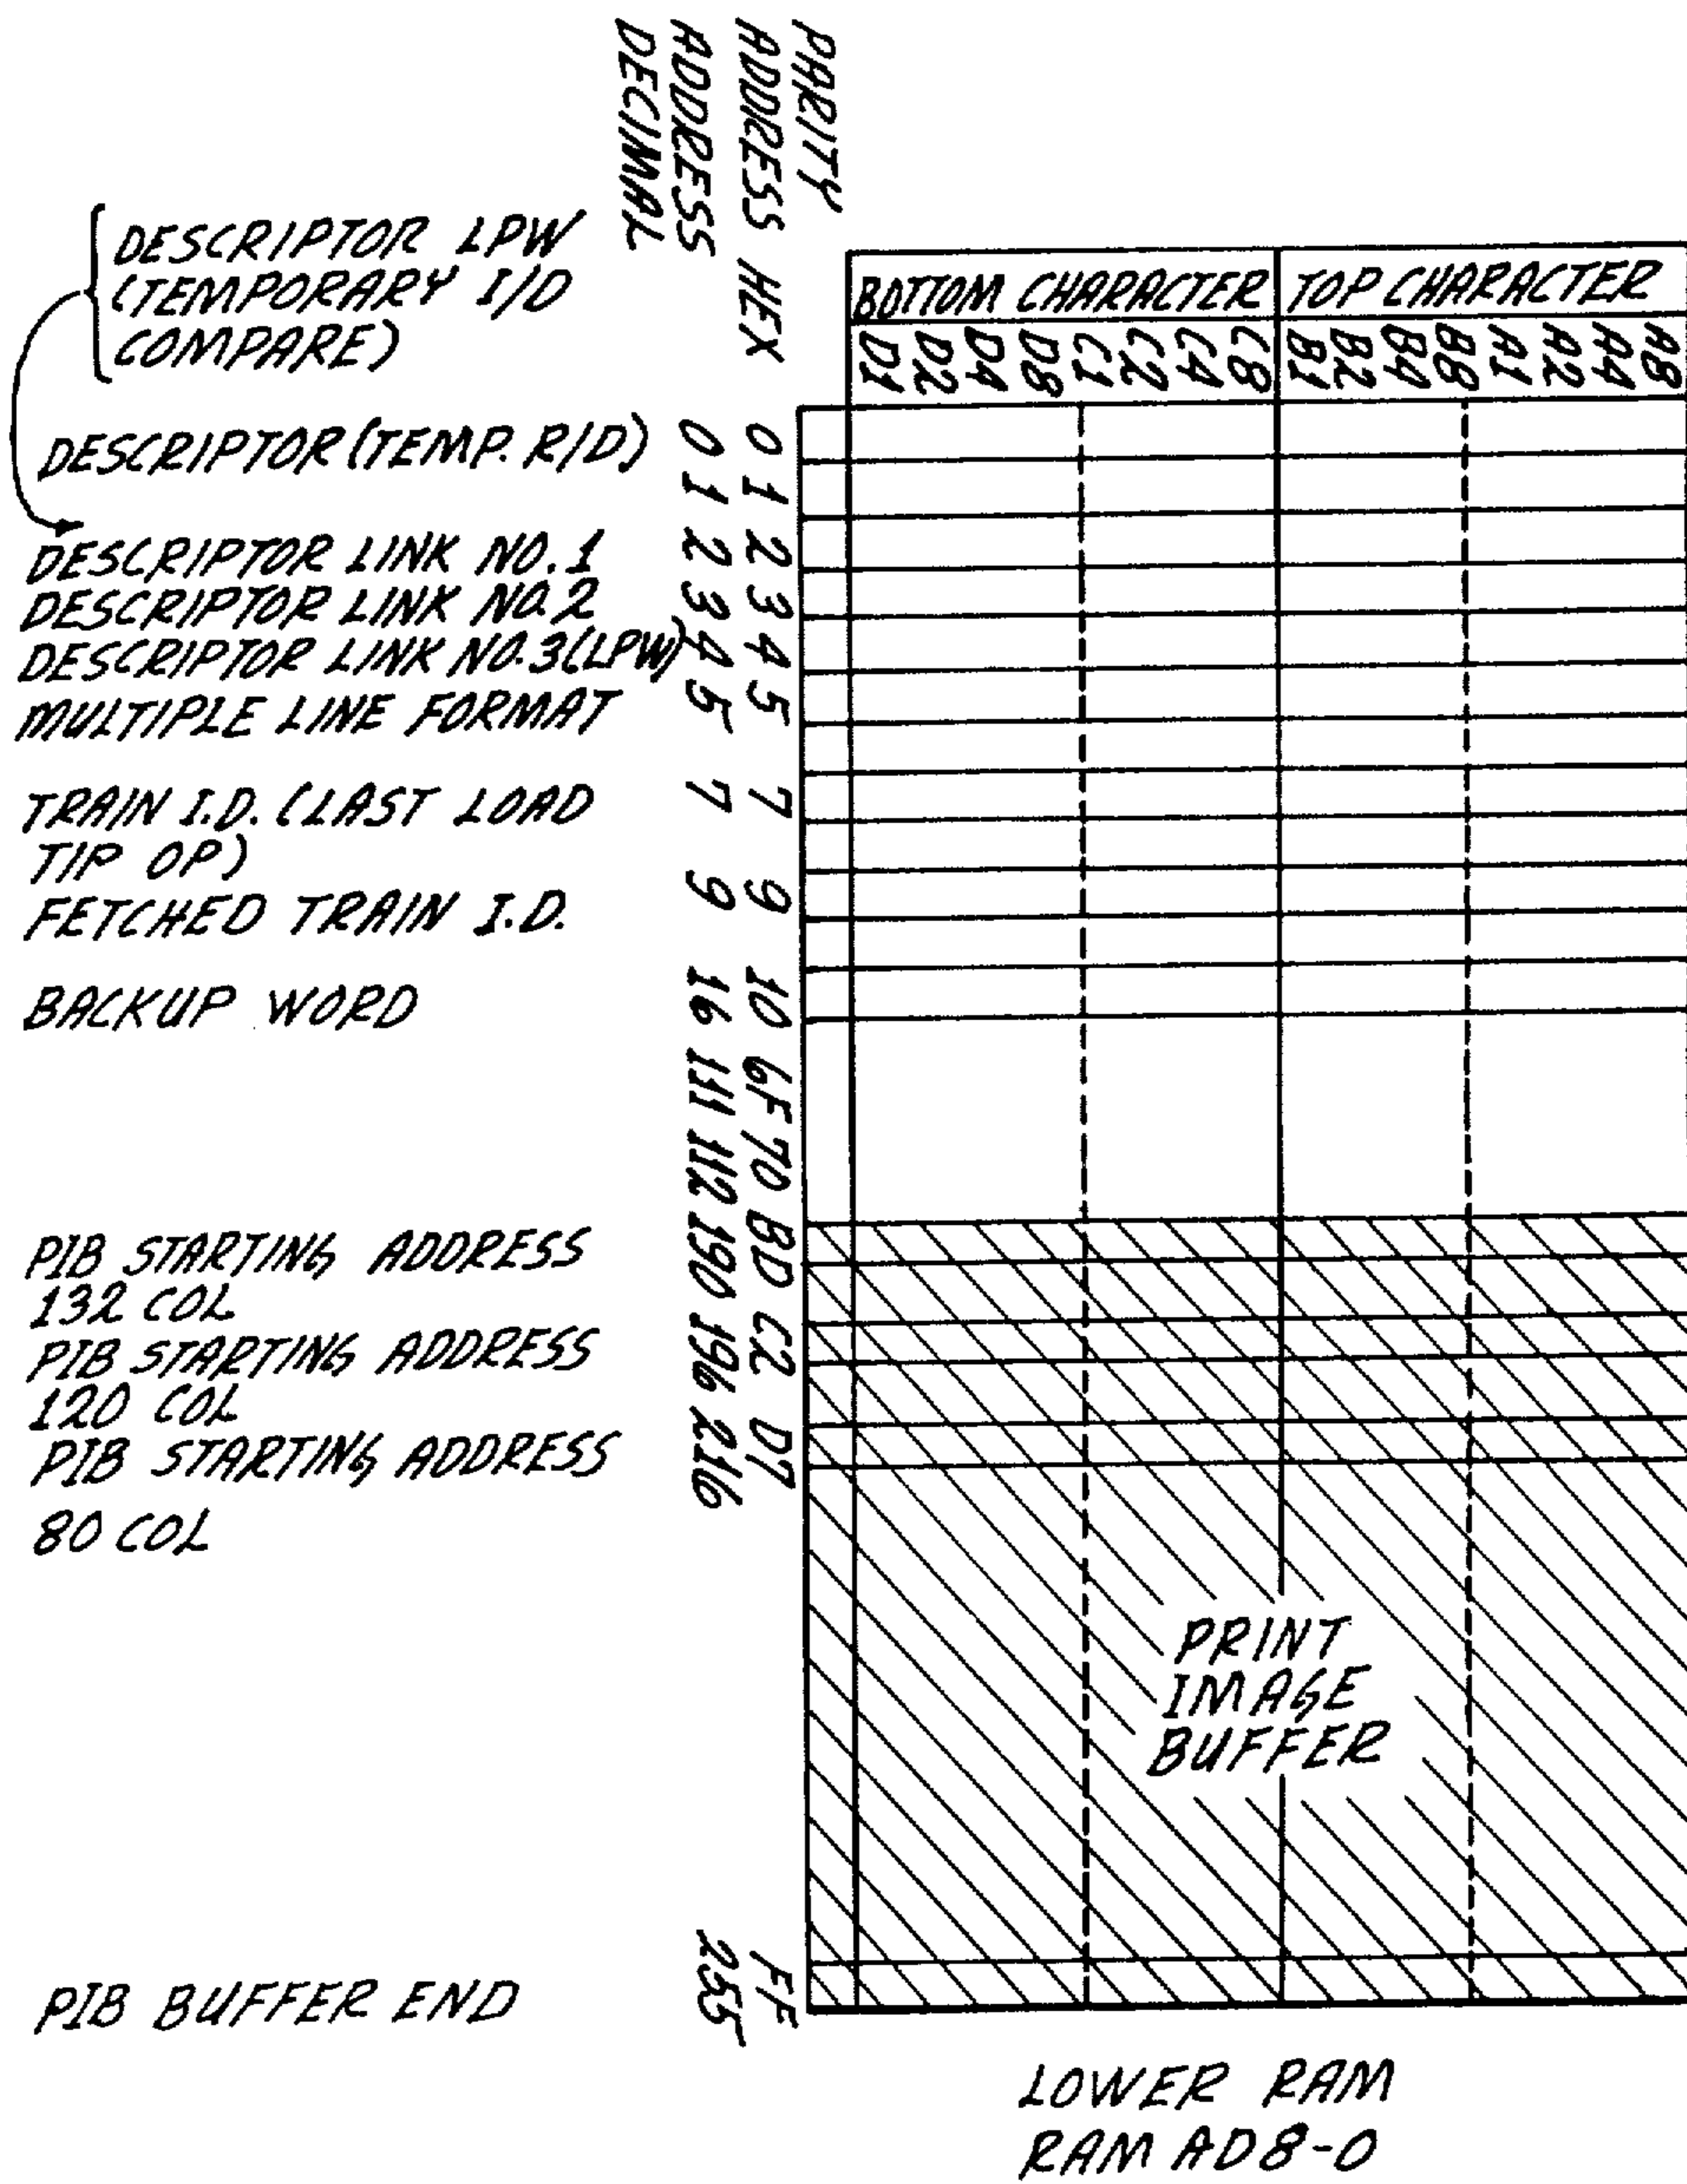 PARITY
ADDRESS HEX
ADDRESS
DECIMAL
DESCRIPTOR LPW
(TEMPORARY I/D
COMPARE)
BOTTOM CHARACTER TOP CHARACTER
D1 D2 D4 D8 C1 C2 C4 C8 B1 B2 B4 B8 A1 A2 A4 A8
DESCRIPTOR (TEMP. R/D) 0 0
1 1
DESCRIPTOR LINK NO. 1 2 2
DESCRIPTOR LINK NO. 2 3 3
DESCRIPTOR LINK NO. 3 (LPW) 4 4
MULTIPLE LINE FORMAT 5 5
TRAIN I.D. (LAST LOAD 7 7
TIP OP)
FETCHED TRAIN I.D. 9 9
BACKUP WORD 16 10
111 6F
112 70
PIB STARTING ADDRESS 190 BD
132 COL
PIB STARTING ADDRESS 196 C2
120 COL
PIB STARTING ADDRESS 216 D7
80 COL
PRINT
IMAGE
BUFFER
PIB BUFFER END 255 FF
LOWER RAM
RAM AD8-0